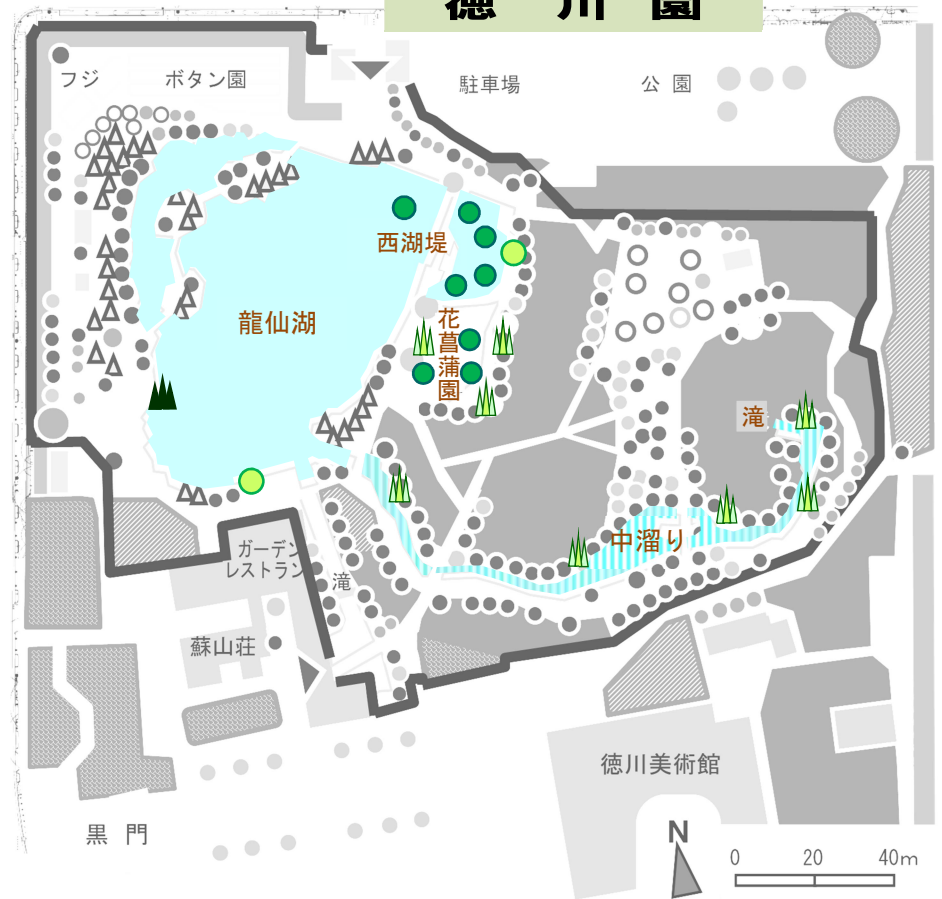 徳川園
フジ
ボタン園
駐車場
公園
西湖堤
龍仙湖
花菖蒲園
滝
中溜り
ガーデン
レストラン
滝
蘇山荘
徳川美術館
黒門
N
0 20 40m